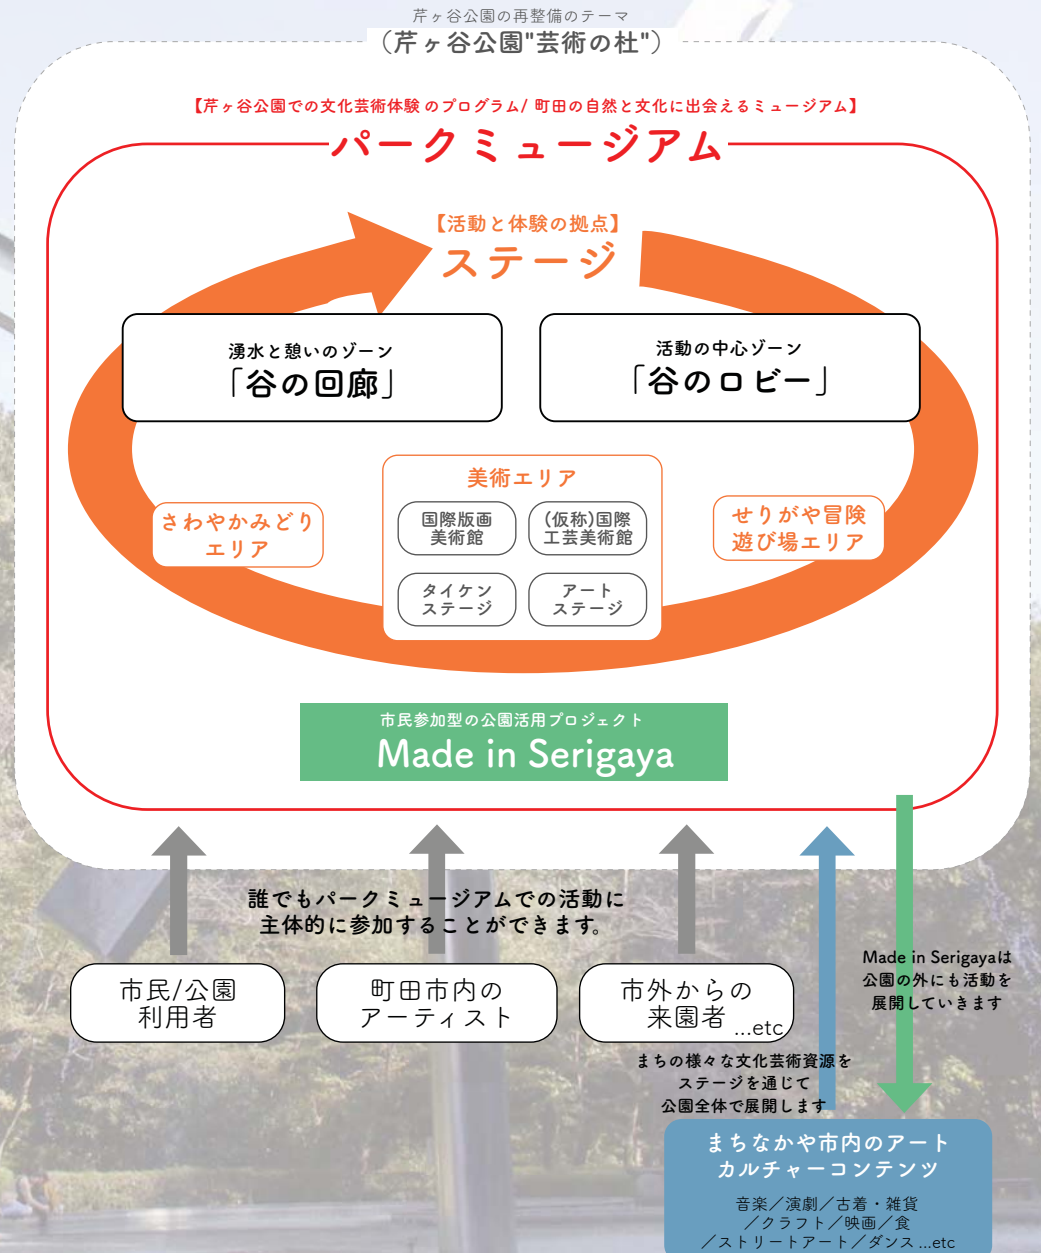 芹ヶ谷公園の再整備のテーマ
（芹ヶ谷公園"芸術の杜"）
【芹ヶ谷公園での文化芸術体験のプログラム/ 町田の自然と文化に出会えるミュージアム】
パークミュージアム
【活動と体験の拠点】
ステージ
湧水と憩いのゾーン
「谷の回廊」
活動の中心ゾーン
「谷のロビー」
美術エリア
国際版画
美術館
(仮称)国際
工芸美術館
タイケン
ステージ
アート
ステージ
さわやかみどり
エリア
せりがや冒険
遊び場エリア
市民参加型の公園活用プロジェクト
Made in Serigaya
誰でもパークミュージアムでの活動に
主体的に参加することができます。
市民/公園
利用者
町田市内の
アーティスト
市外からの
来園者 ...etc
Made in Serigayaは
公園の外にも活動を
展開していきます
まちの様々な文化芸術資源を
ステージを通じて
公園全体で展開します
まちなかや市内のアート
カルチャーコンテンツ
音楽／演劇／古着・雑貨
／クラフト／映画／食
／ストリートアート／ダンス ...etc